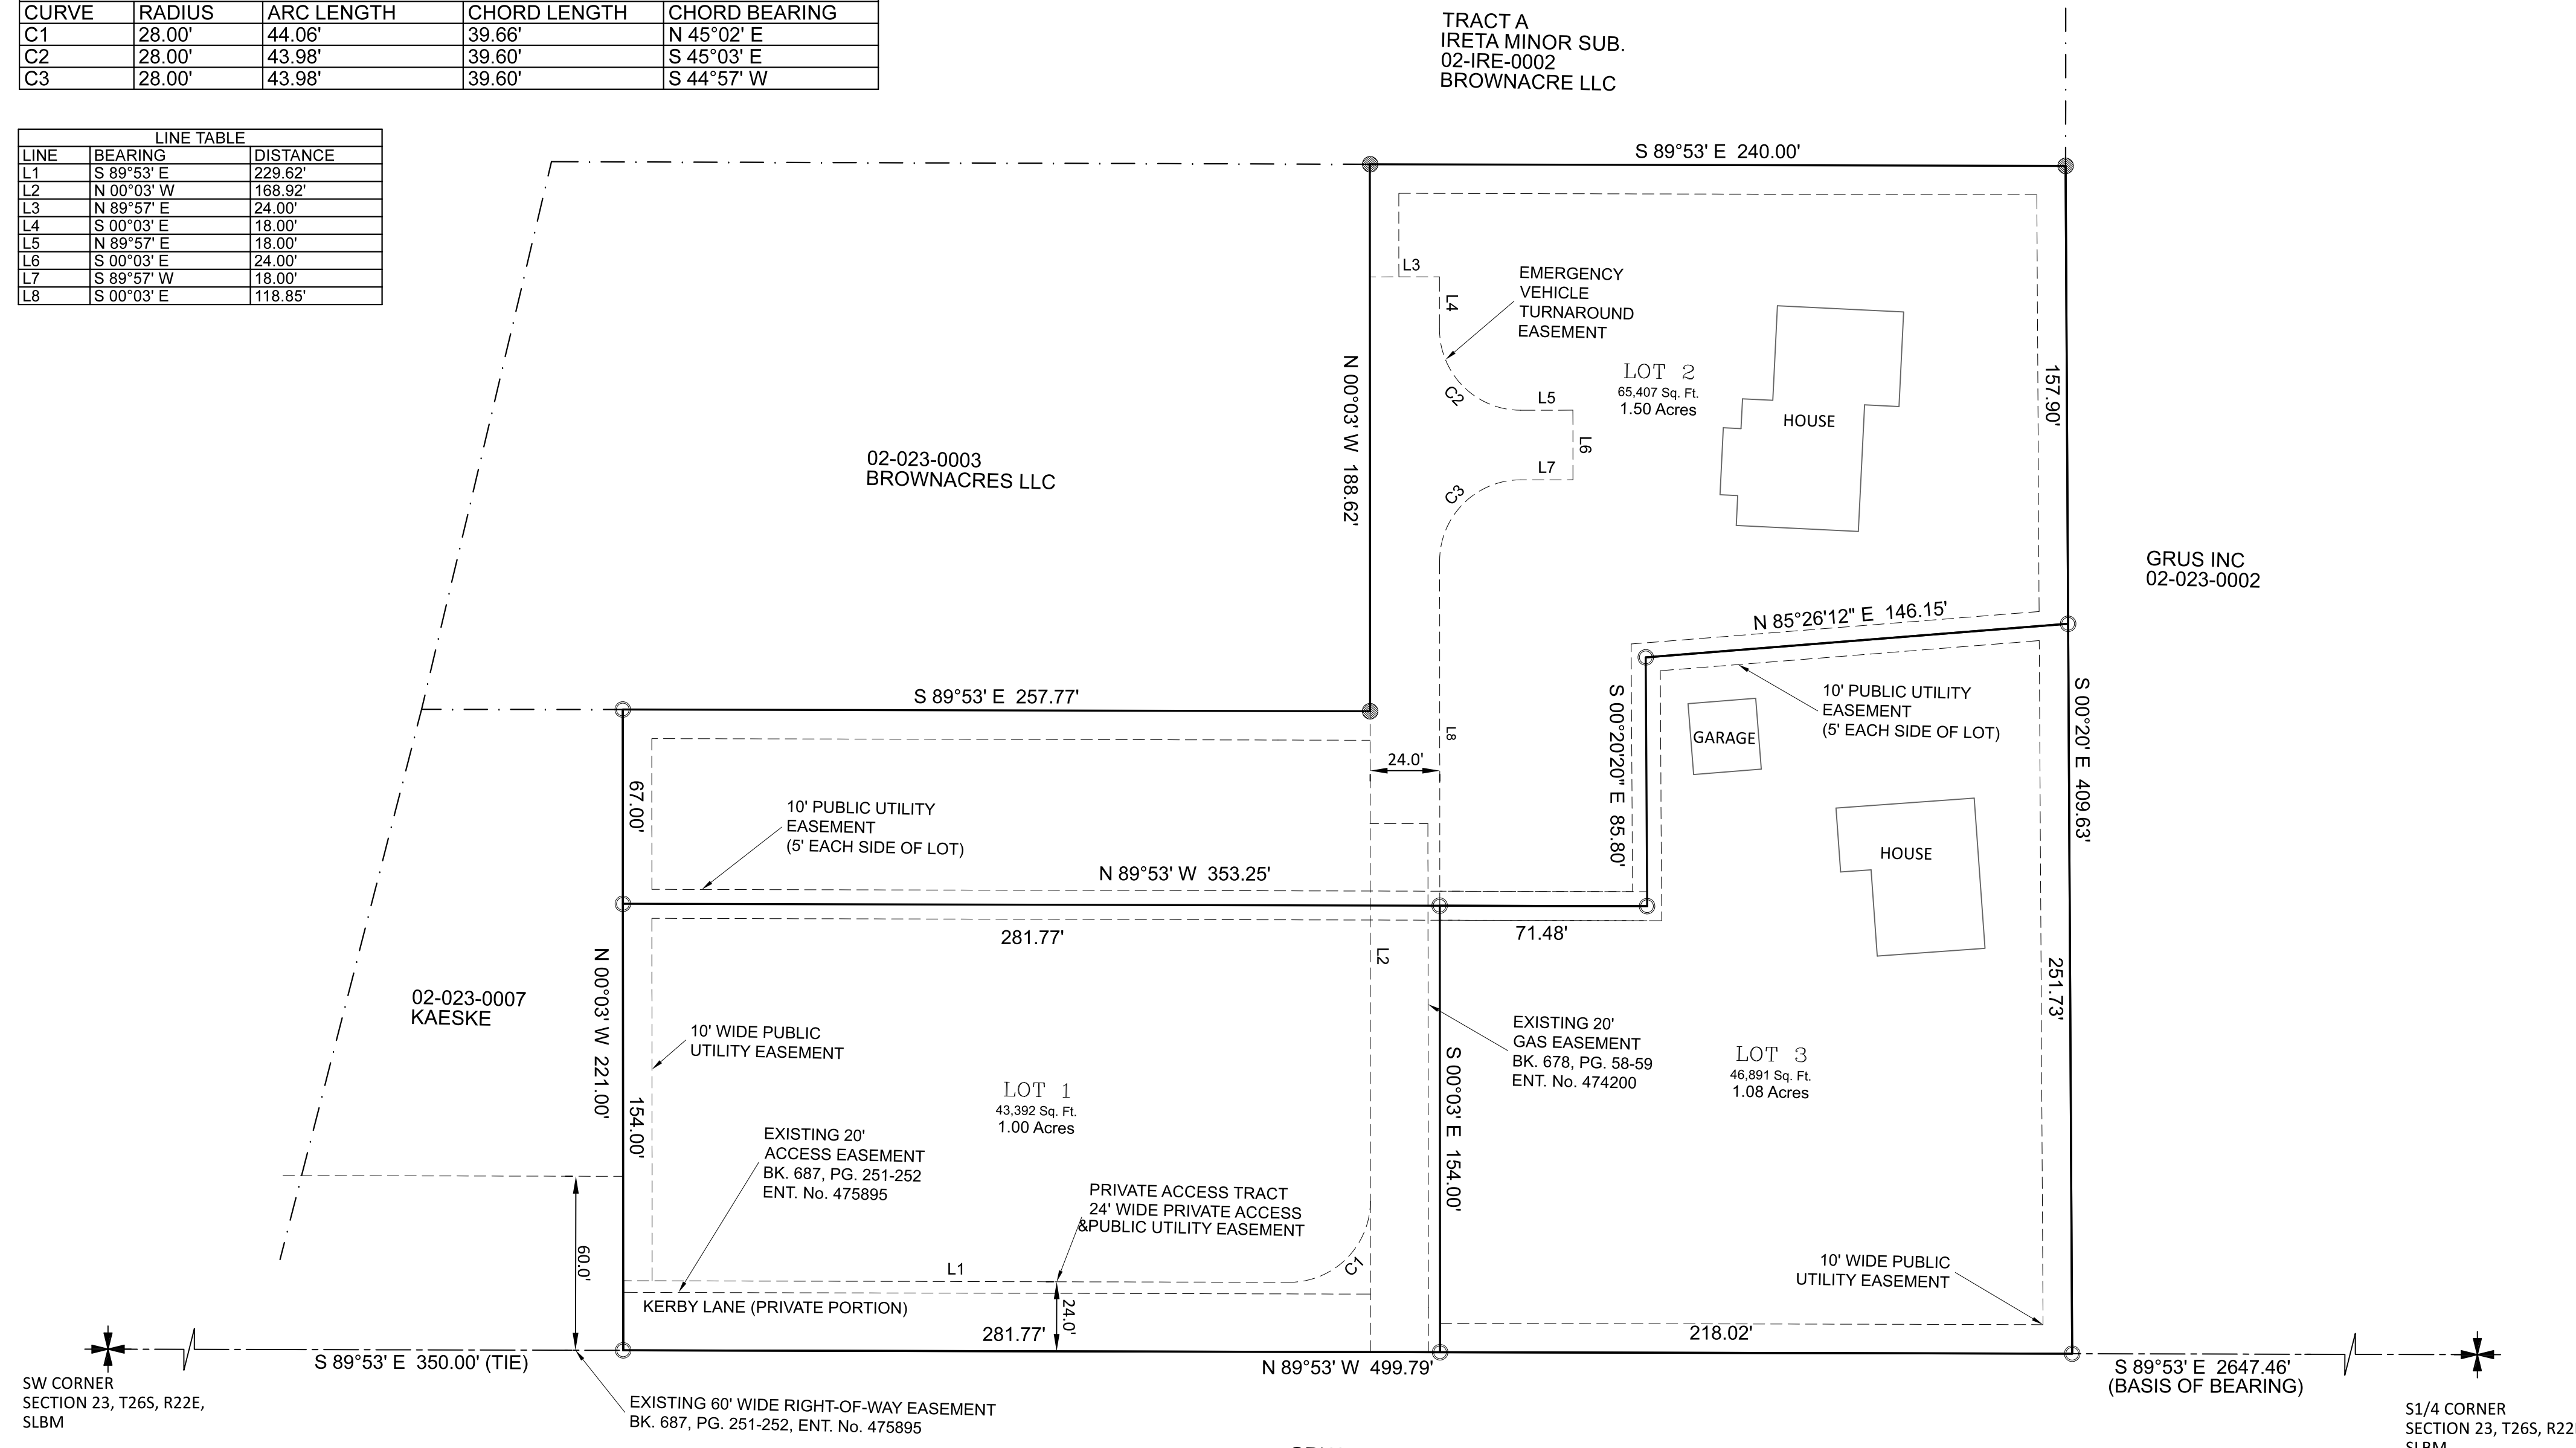 CURVE RADIUS ARC LENGTH CHORD LENGTH CHORD BEARING
C1 28.00' 44.06' 39.66' N 45°02' E
C2 28.00' 43.98' 39.60' S 45°03' E
C3 28.00' 43.98' 39.60' S 44°57' W
LINE TABLE
LINE BEARING DISTANCE
L1 S 89°53' E 229.62'
L2 N 00°03' W 168.92'
L3 N 89°57' E 24.00'
L4 S 00°03' E 18.00'
L5 N 89°57' E 18.00'
L6 S 00°03' E 24.00'
L7 S 89°57' W 18.00'
L8 S 00°03' E 118.85'
TRACT A
IRETA MINOR SUB.
02-IRE-0002
BROWNACRE LLC
S 89°53' E 240.00'
L3
L4
EMERGENCY
VEHICLE
TURNAROUND
EASEMENT
C2
L5
L6
L7
C3
LOT 2
65,407 Sq. Ft.
1.50 Acres
HOUSE
157.90'
N 00°03' W 188.62'
02-023-0003
BROWNACRES LLC
GRUS INC
02-023-0002
N 85°26'12" E 146.15'
S 89°53' E 257.77'
S 00°20'20" E 85.80'
10' PUBLIC UTILITY
EASEMENT
(5' EACH SIDE OF LOT)
S 00°20' E 409.63'
GARAGE
L8
24.0'
67.00'
10' PUBLIC UTILITY
EASEMENT
(5' EACH SIDE OF LOT)
HOUSE
N 89°53' W 353.25'
281.77'
71.48'
L2
N 00°03' W 221.00'
251.73'
02-023-0007
KAESKE
10' WIDE PUBLIC
UTILITY EASEMENT
EXISTING 20'
GAS EASEMENT
BK. 678, PG. 58-59
ENT. No. 474200
LOT 3
46,891 Sq. Ft.
1.08 Acres
LOT 1
43,392 Sq. Ft.
1.00 Acres
154.00'
S 00°03' E 154.00'
EXISTING 20'
ACCESS EASEMENT
BK. 687, PG. 251-252
ENT. No. 475895
PRIVATE ACCESS TRACT
24' WIDE PRIVATE ACCESS
&PUBLIC UTILITY EASEMENT
60.0'
L1
C1
10' WIDE PUBLIC
UTILITY EASEMENT
KERBY LANE (PRIVATE PORTION)
24.0'
281.77'
218.02'
S 89°53' E 350.00' (TIE)
N 89°53' W 499.79'
S 89°53' E 2647.46'
(BASIS OF BEARING)
SW CORNER
SECTION 23, T26S, R22E,
SLBM
EXISTING 60' WIDE RIGHT-OF-WAY EASEMENT
BK. 687, PG. 251-252, ENT. No. 475895
S1/4 CORNER
SECTION 23, T26S, R22
SLBM